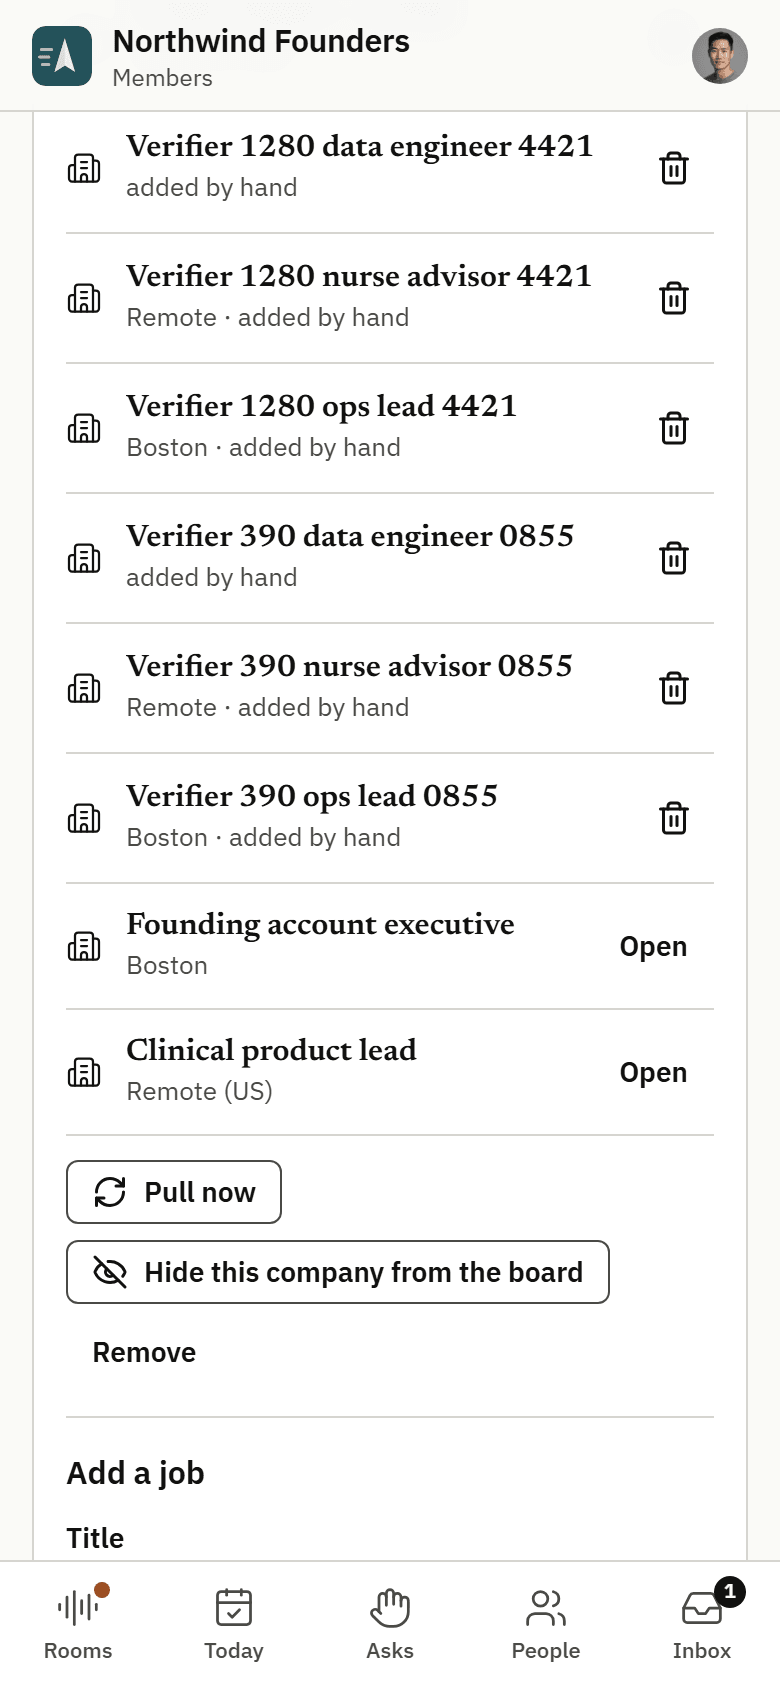 Northwind Founders
Members
Verifier 1280 data engineer 4421
added by hand
Verifier 1280 nurse advisor 4421
Remote · added by hand
Verifier 1280 ops lead 4421
Boston · added by hand
Verifier 390 data engineer 0855
added by hand
Verifier 390 nurse advisor 0855
Remote · added by hand
Verifier 390 ops lead 0855
Boston · added by hand
Founding account executive
Boston
Open
Clinical product lead
Remote (US)
Open
Pull now
Hide this company from the board
Remove
Add a job
Title
1
Rooms
Today
Asks
People
Inbox